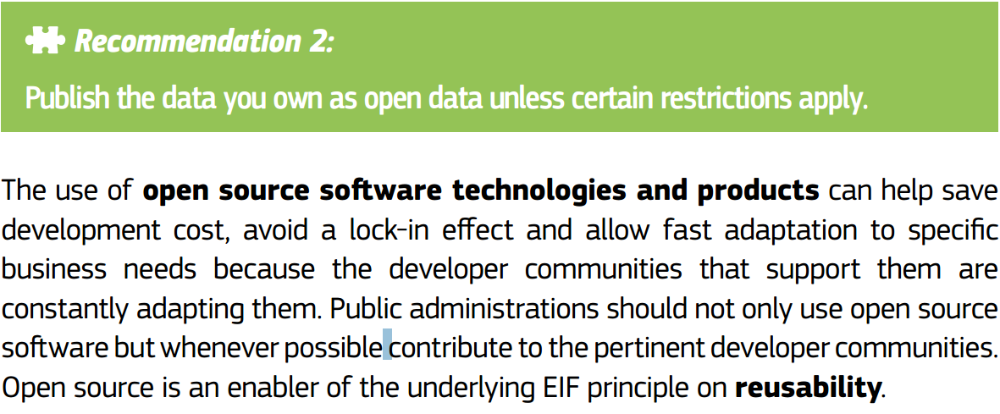 Recommendation 2:
Publish the data you own as open data unless certain restrictions apply.
The use of open source software technologies and products can help save
development cost, avoid a lock-in effect and allow fast adaptation to specific
business needs because the developer communities that support them are
constantly adapting them. Public administrations should not only use open source
software but whenever possible contribute to the pertinent developer communities.
Open source is an enabler of the underlying EIF principle on reusability.